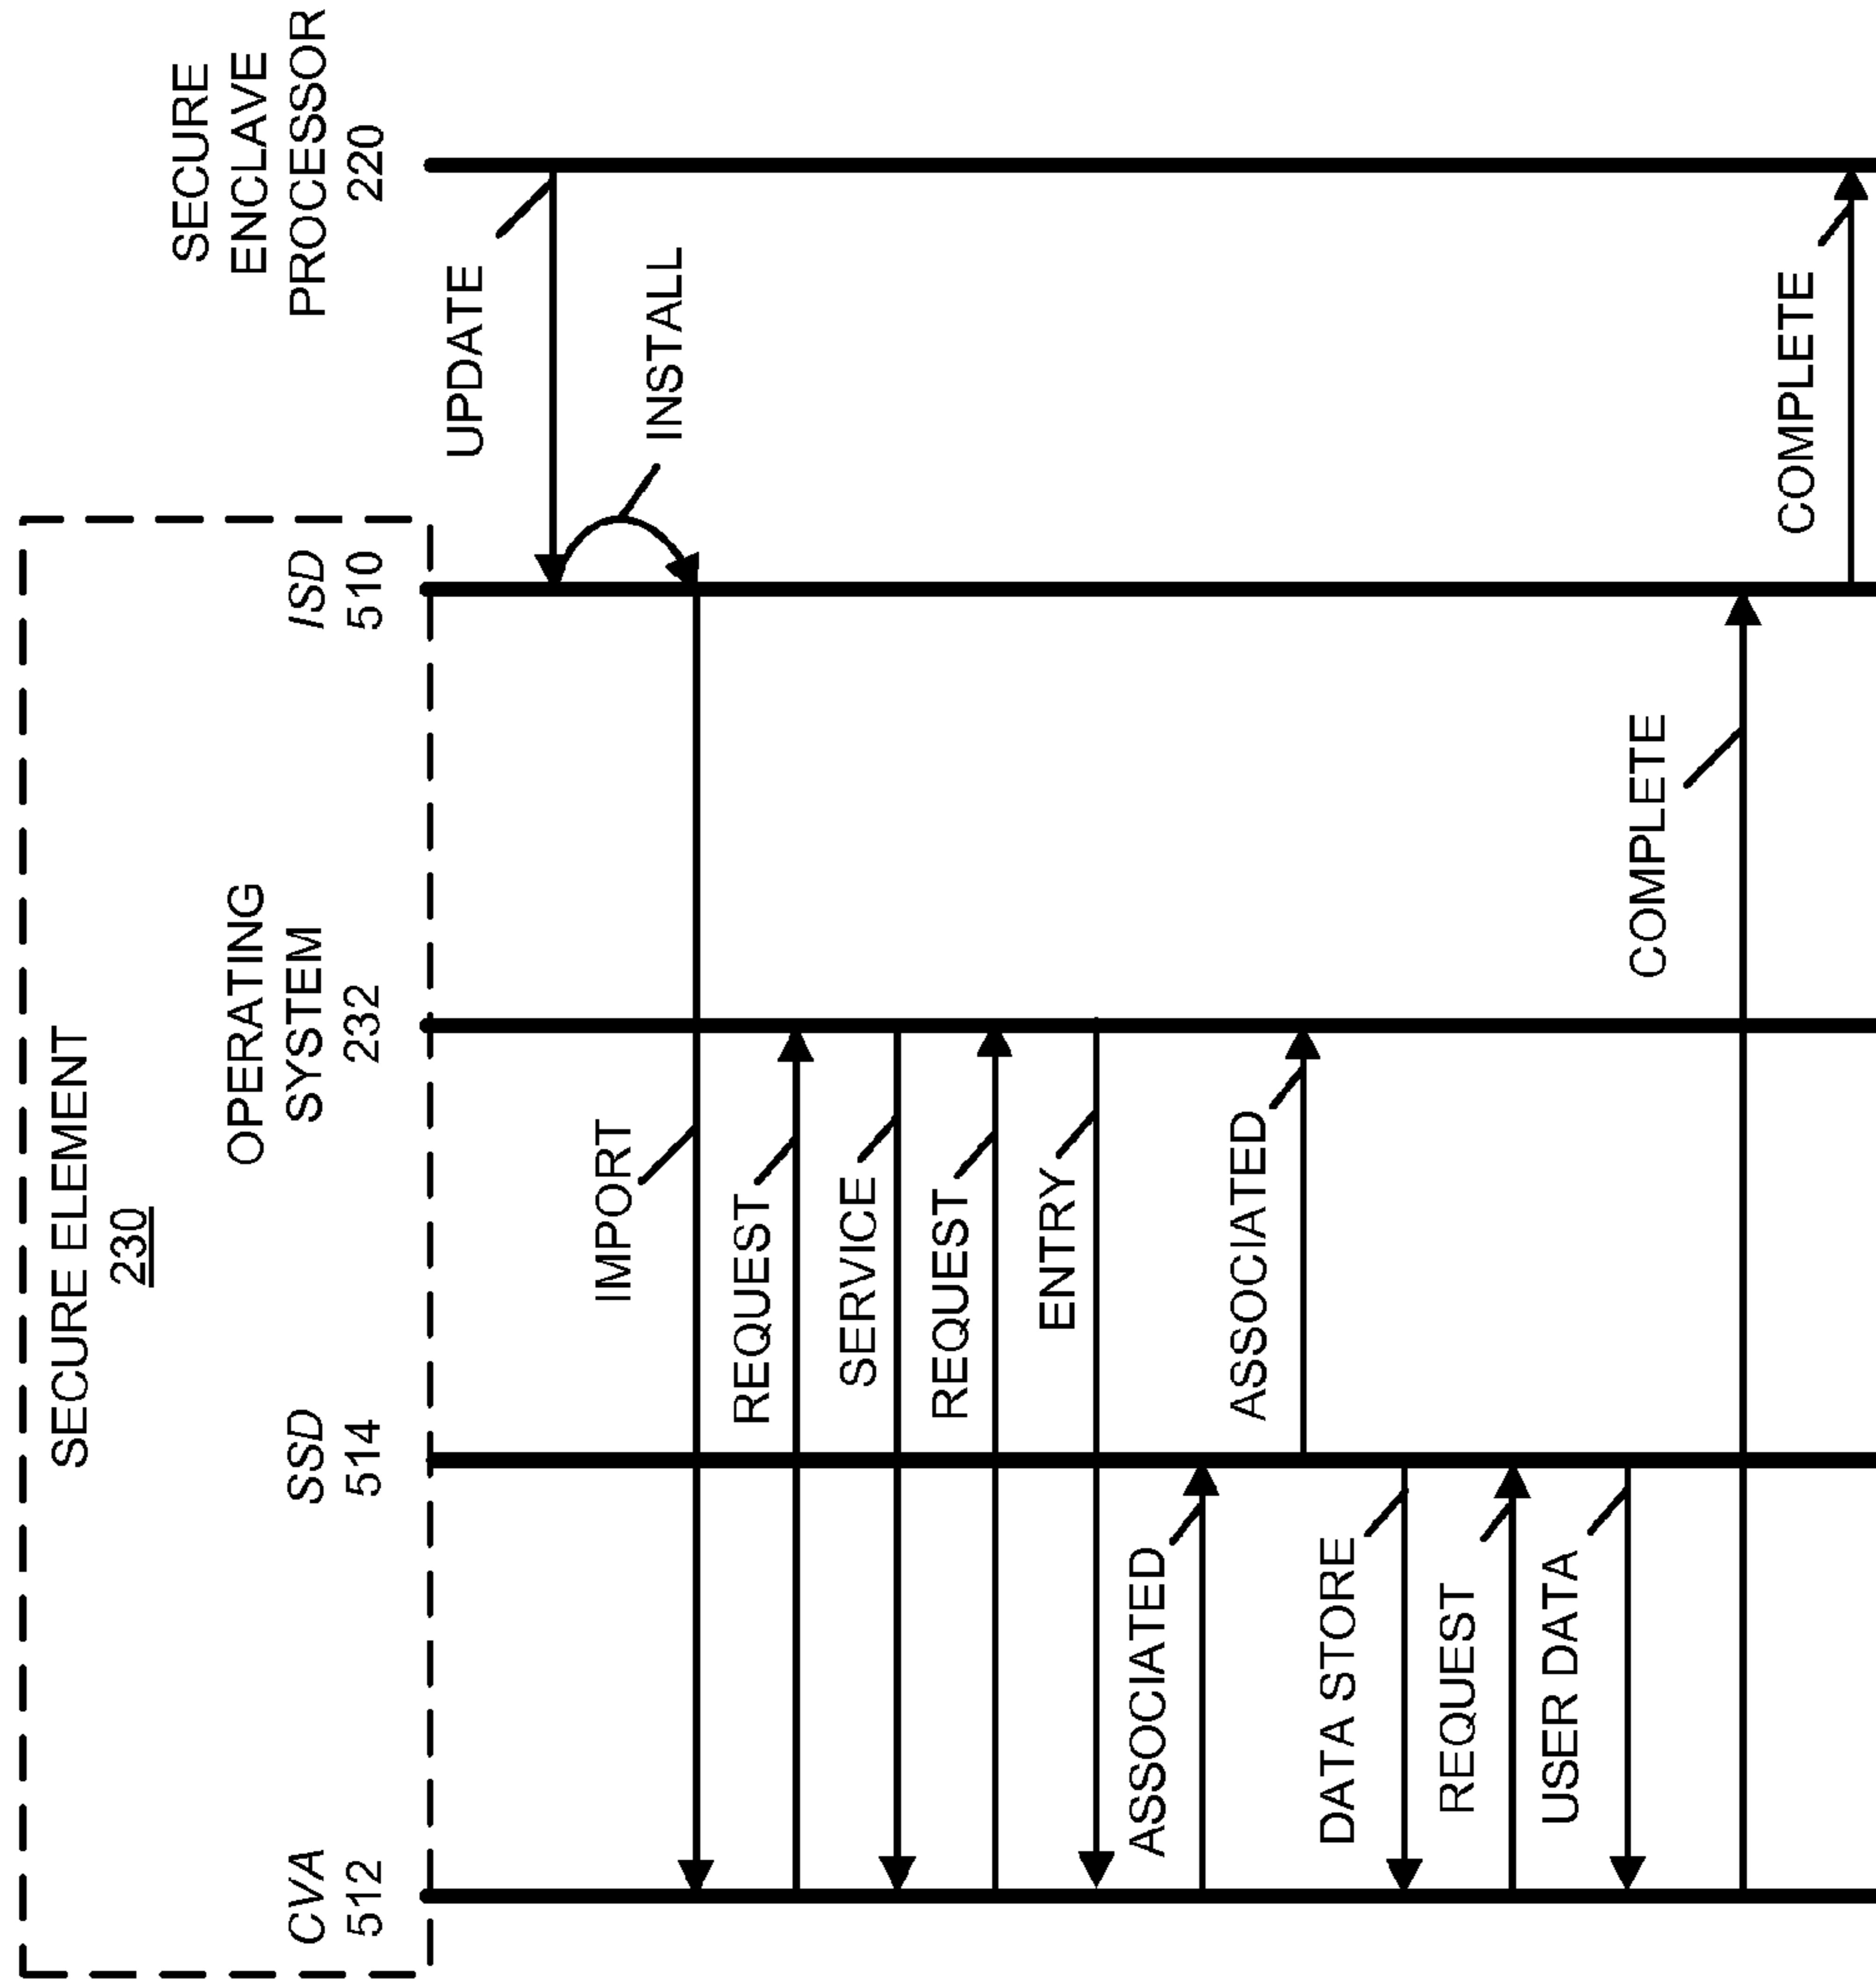 SECURE ELEMENT
230
CVA
512
SSD
514
OPERATING
SYSTEM
232
ISD
510
SECURE
ENCLAVE
PROCESSOR
220
UPDATE
INSTALL
IMPORT
REQUEST
SERVICE
REQUEST
ENTRY
ASSOCIATED
ASSOCIATED
DATA STORE
REQUEST
USER DATA
COMPLETE
COMPLETE